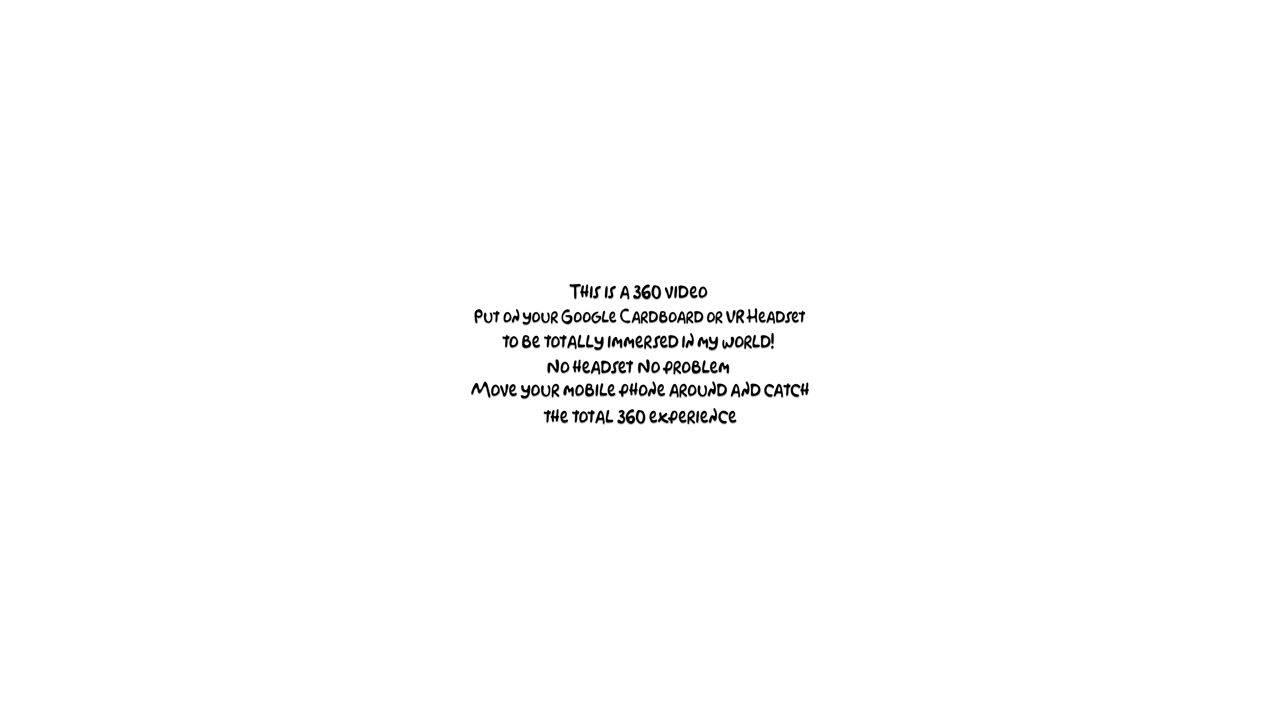 This is a 360 video
Put on your Google Cardboard or VR Headset
to be totally immersed in my world!
No headset No problem
Move your mobile phone around and catch
the total 360 experience